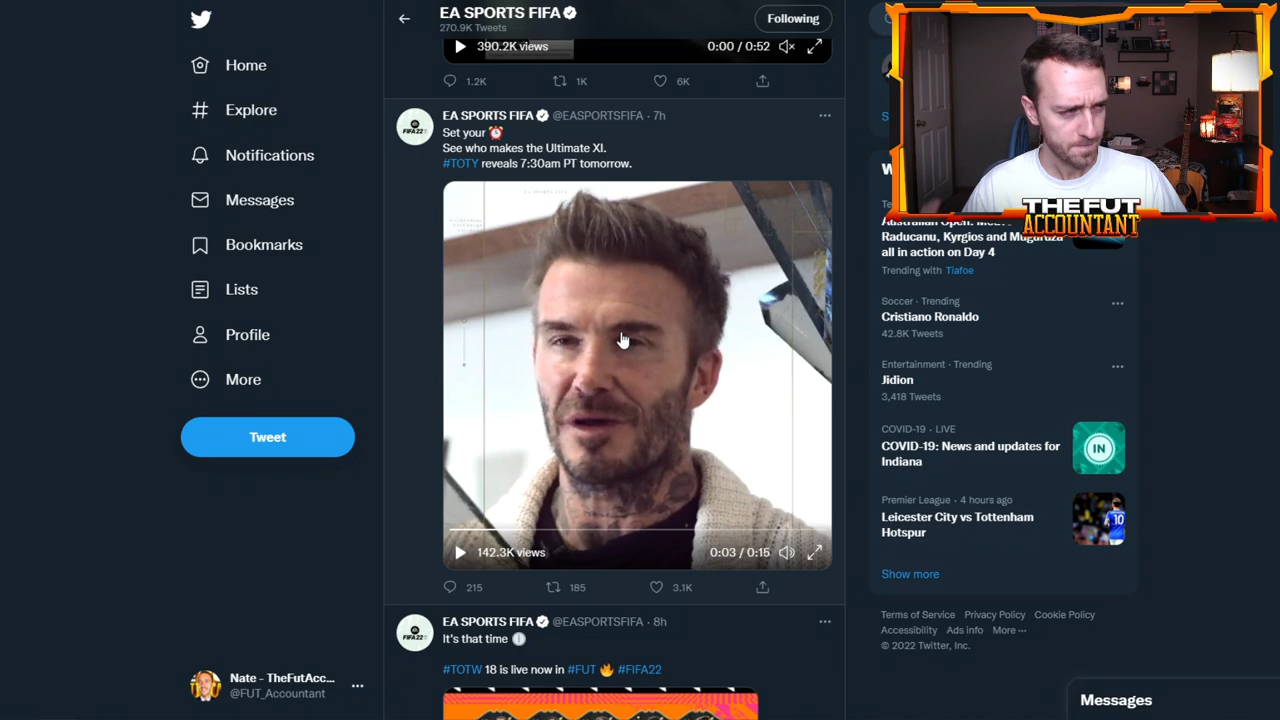 EA SPORTS FIFA
270.9K Tweets
Following
Home
Explore
Notifications
Messages
Bookmarks
Lists
Profile
More
Tweet
Nate - TheFutAcc...
@FUT_Accountant
390.2K views
0:00 / 0:52
1.2K
1K
6K
EA SPORTS FIFA @EASPORTSFIFA · 7h
Set your
See who makes the Ultimate XI.
#TOTY reveals 7:30am PT tomorrow.
142.3K views
0:03 / 0:15
215
185
3.1K
EA SPORTS FIFA @EASPORTSFIFA · 8h
It's that time
#TOTW 18 is live now in #FUT #FIFA22
THE FUT
ACCOUNTANT
Raducanu, Kyrgios and Muguruza
all in action on Day 4
Trending with Tiafoe
Soccer · Trending
Cristiano Ronaldo
42.8K Tweets
Entertainment · Trending
Jidion
3,418 Tweets
COVID-19 · LIVE
COVID-19: News and updates for
Indiana
IN
Premier League · 4 hours ago
Leicester City vs Tottenham
Hotspur
Show more
Terms of Service Privacy Policy Cookie Policy
Accessibility Ads info More ···
© 2022 Twitter, Inc.
Messages